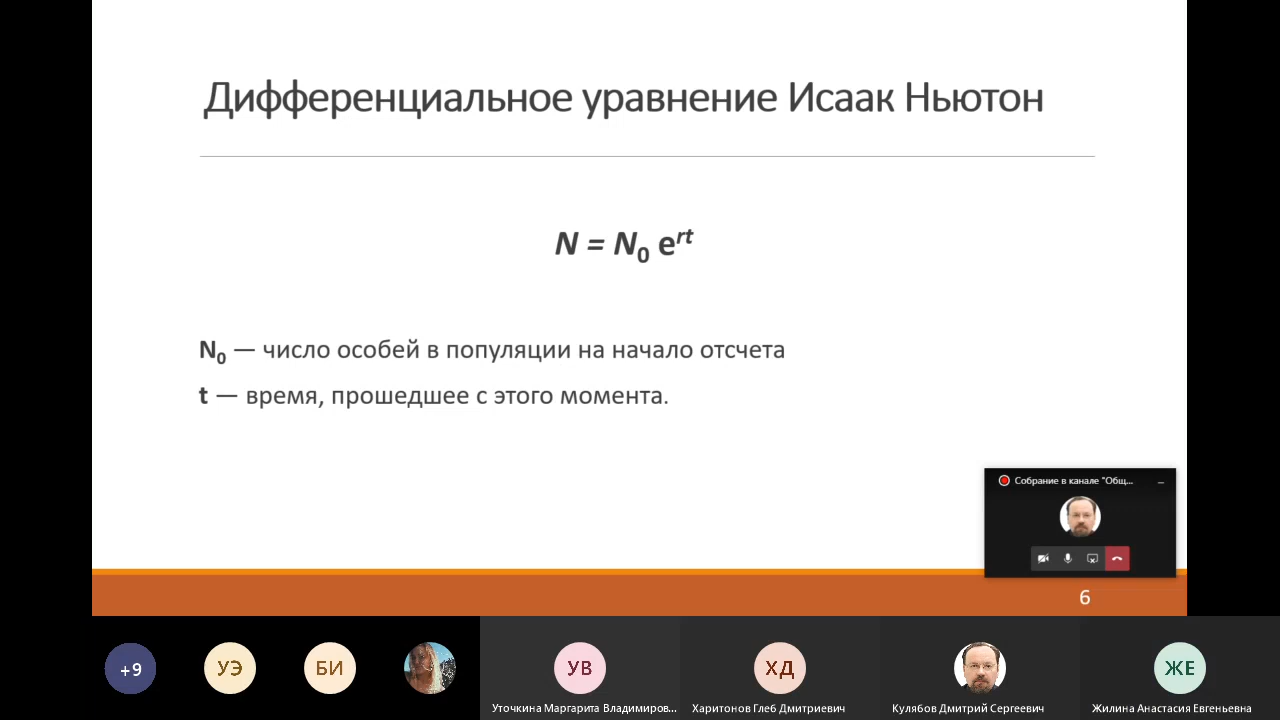 Дифференциальное уравнение Исаак Ньютон
N = N₀ eʳᵗ
N₀ — число особей в популяции на начало отсчета
t — время, прошедшее с этого момента.
Собрание в канале "Общ...
6
+9
УЭ
БИ
УВ
ХД
ЖЕ
Уточкина Маргарита Владимиров...
Харитонов Глеб Дмитриевич
Кулябов Дмитрий Сергеевич
Жилина Анастасия Евгеньевна